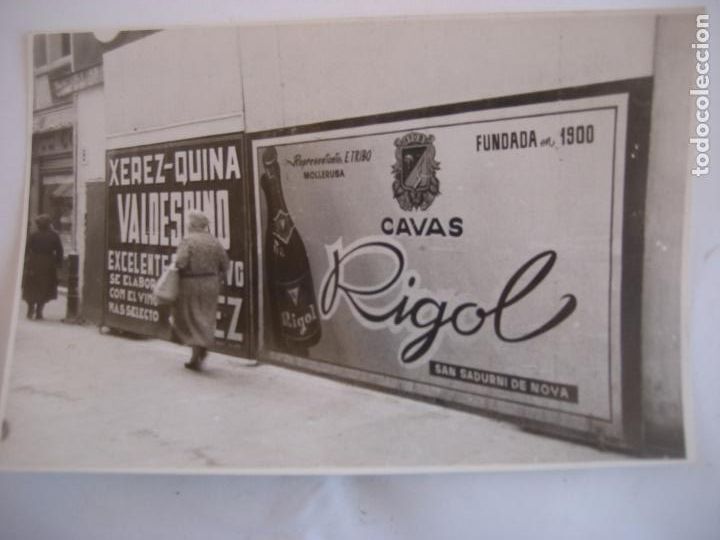 XEREZ-QUINA
VALDESPINO
EXCELENTE
SE ELABOR
CON EL VINO
MAS SELECTO
EZ
Representante, E. TRIBO
MOLLERUSA
FUNDADA en 1900
CAVAS
Rigol
Rigol
SAN SADURNI DE NOYA
todocoleccion